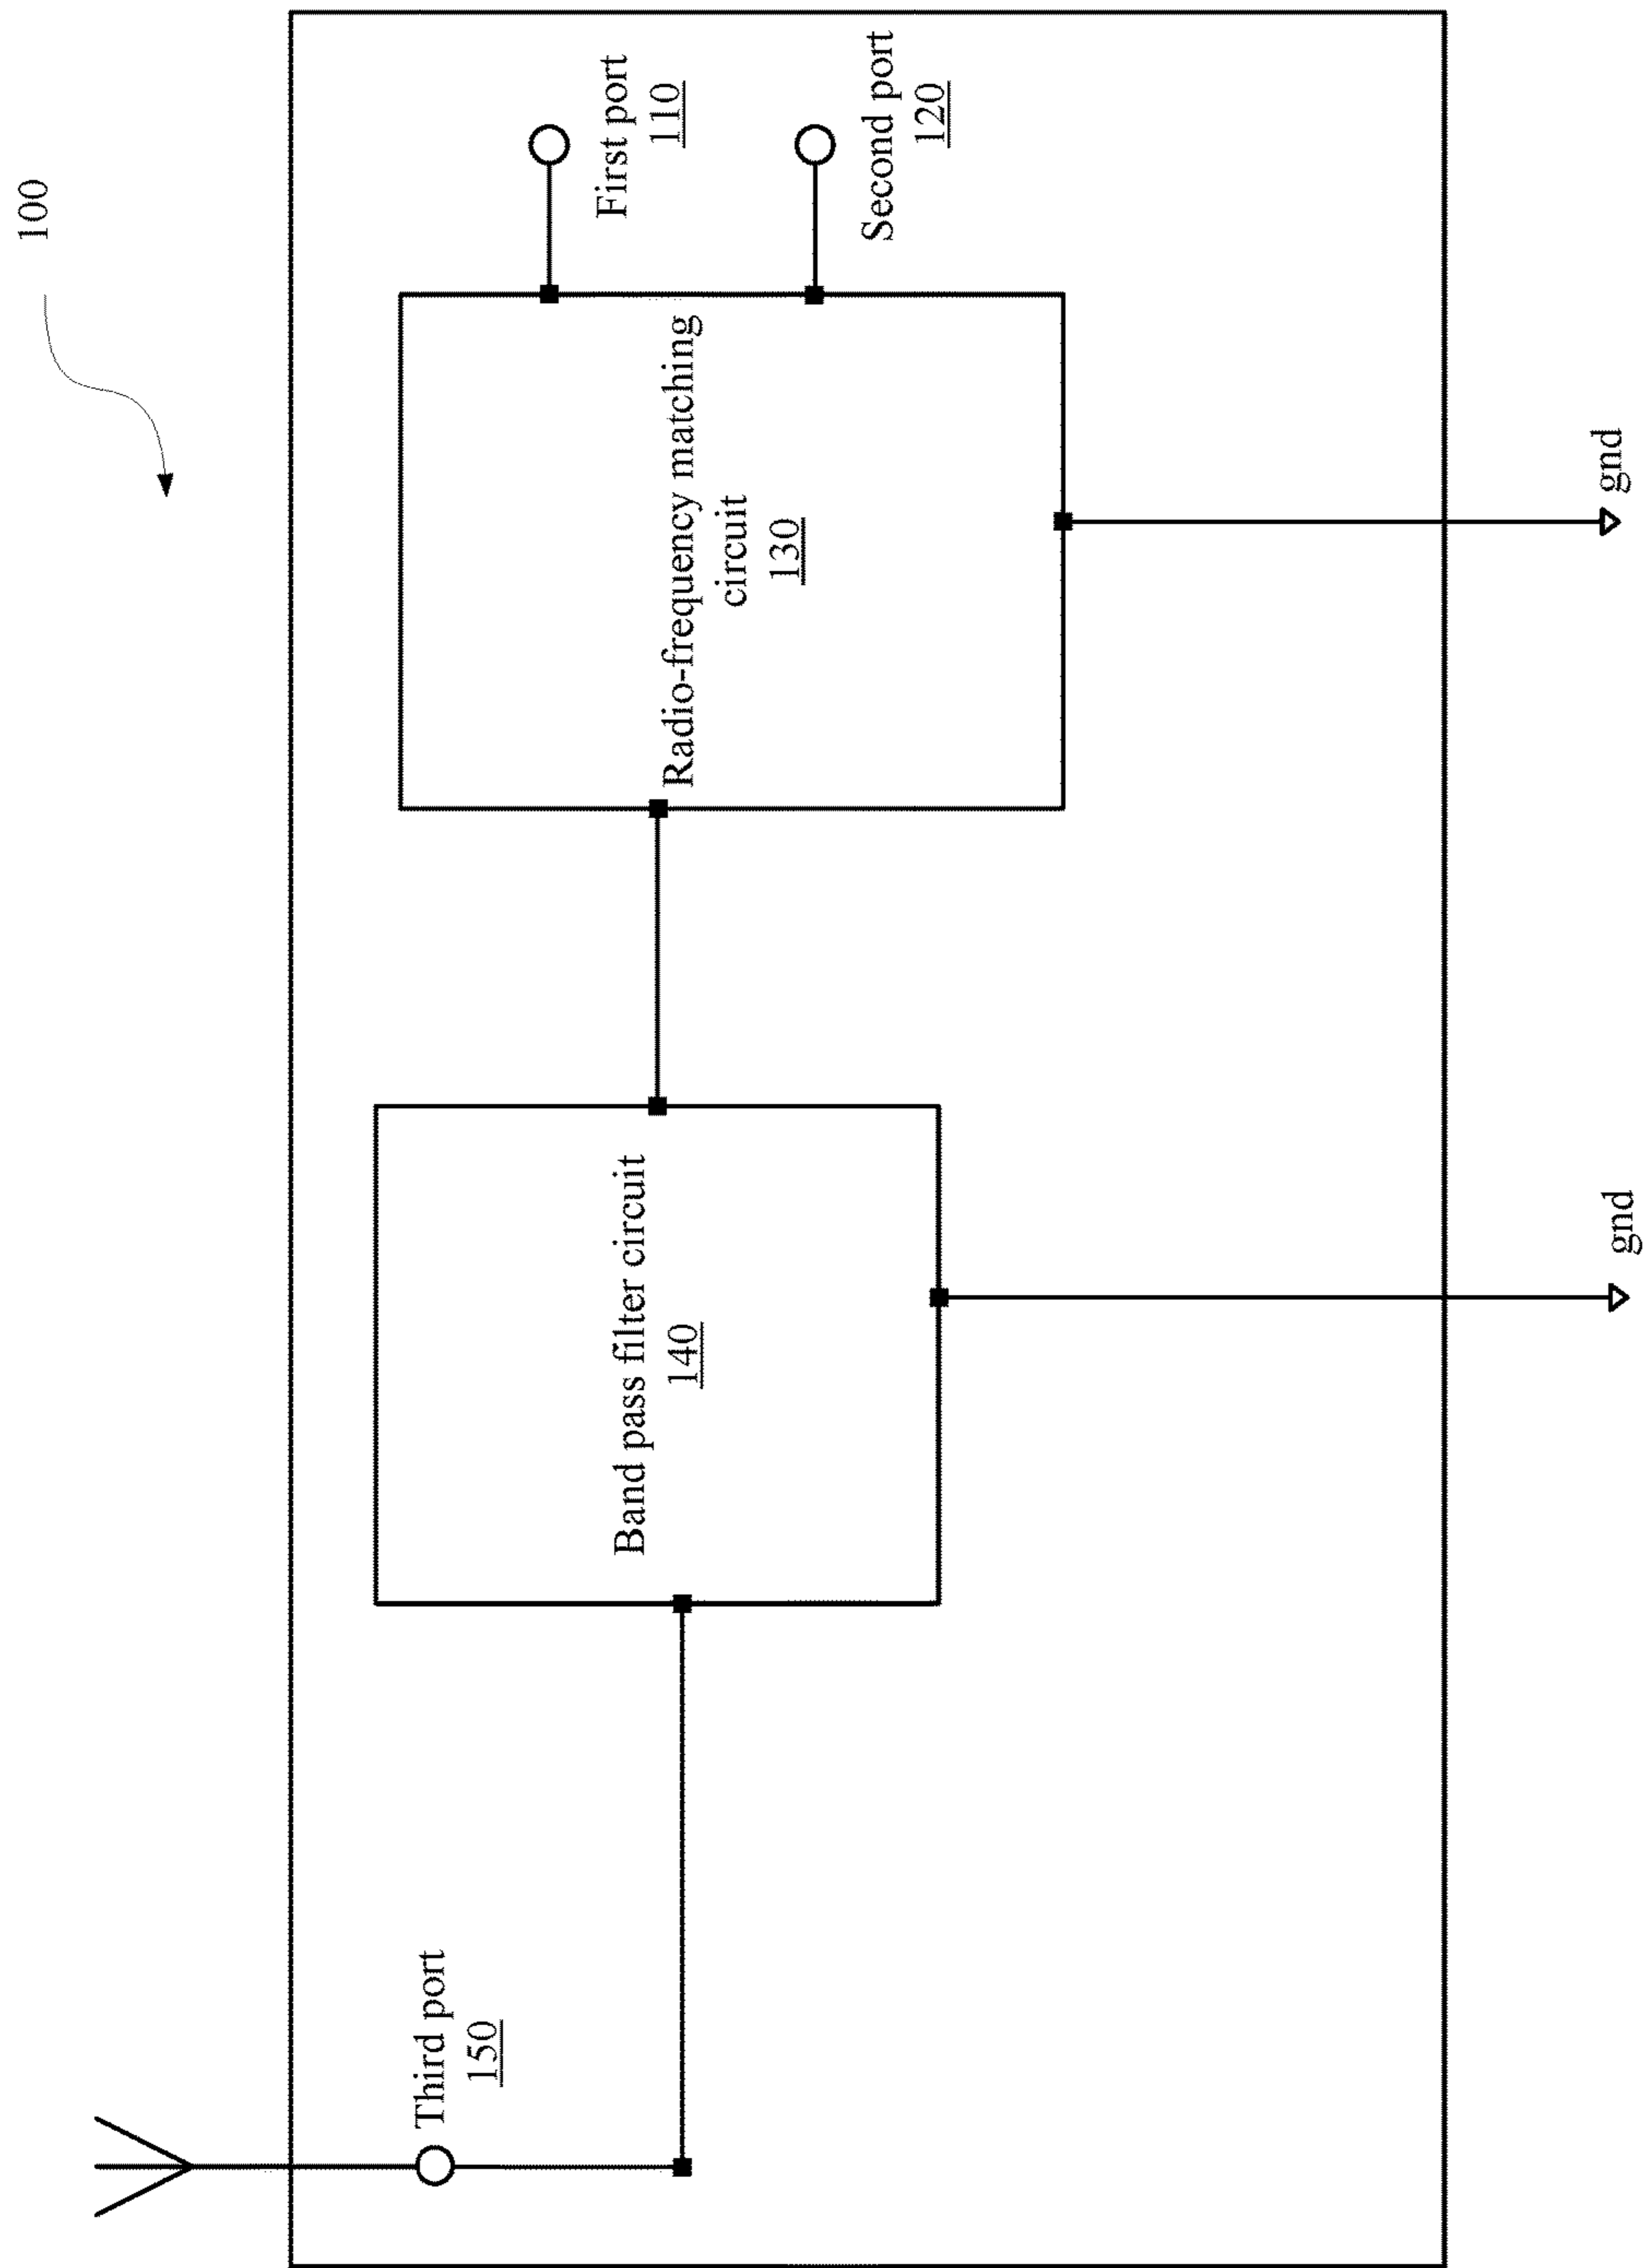 100
First port
110
Second port
120
Radio-frequency matching
circuit
130
gnd
Band pass filter circuit
140
gnd
Third port
150